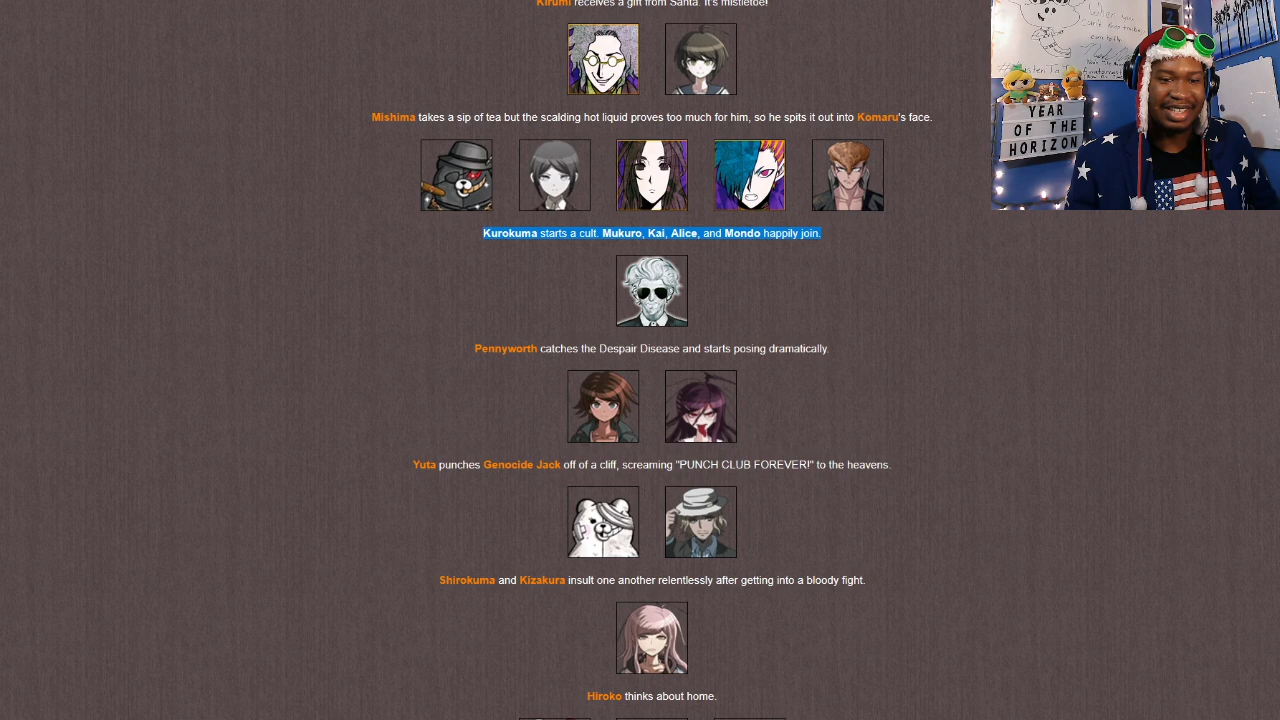 Kirumi receives a gift from Santa. It's mistletoe!
Mishima takes a sip of tea but the scalding hot liquid proves too much for him, so he spits it out into Komaru's face.
Kurokuma starts a cult. Mukuro, Kai, Alice, and Mondo happily join.
Pennyworth catches the Despair Disease and starts posing dramatically.
Yuta punches Genocide Jack off of a cliff, screaming "PUNCH CLUB FOREVER!" to the heavens.
Shirokuma and Kizakura insult one another relentlessly after getting into a bloody fight.
Hiroko thinks about home.
YEAR
OF THE
HORIZON